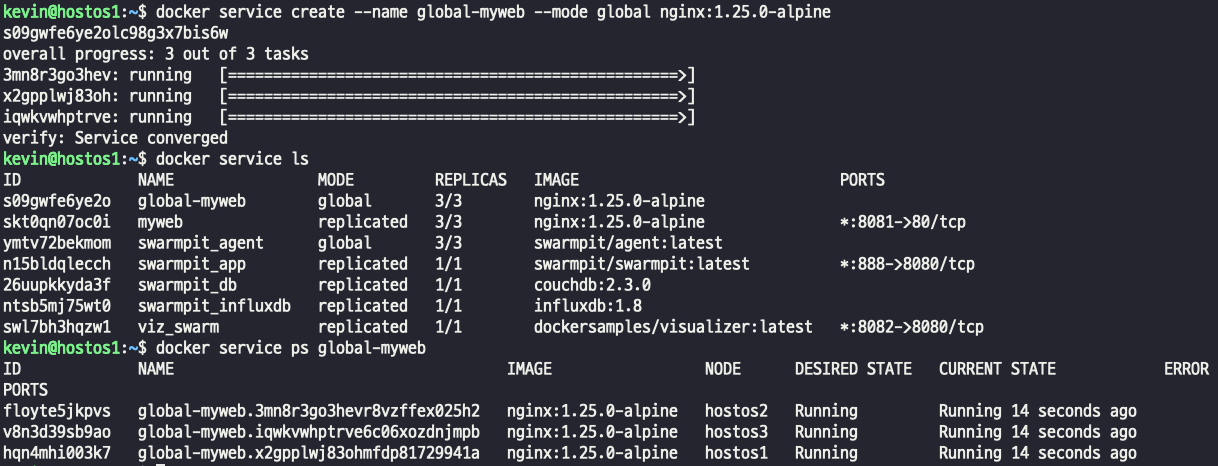 kevin@hostos1:~$ docker service create --name global-myweb --mode global nginx:1.25.0-alpine
s09gwfe6ye2olc98g3x7bis6w
overall progress: 3 out of 3 tasks
3mn8r3go3hev: running   [==================================================>]
x2gpplwj83oh: running   [==================================================>]
iqwkvwhptrve: running   [==================================================>]
verify: Service converged
kevin@hostos1:~$ docker service ls
ID             NAME                MODE         REPLICAS   IMAGE                             PORTS
s09gwfe6ye2o   global-myweb        global       3/3        nginx:1.25.0-alpine
skt0qn07oc0i   myweb               replicated   3/3        nginx:1.25.0-alpine               *:8081->80/tcp
ymtv72bekmom   swarmpit_agent      global       3/3        swarmpit/agent:latest
n15bldqlecch   swarmpit_app        replicated   1/1        swarmpit/swarmpit:latest          *:888->8080/tcp
26uupkkyda3f   swarmpit_db         replicated   1/1        couchdb:2.3.0
ntsb5mj75wt0   swarmpit_influxdb   replicated   1/1        influxdb:1.8
swl7bh3hqzw1   viz_swarm           replicated   1/1        dockersamples/visualizer:latest   *:8082->8080/tcp
kevin@hostos1:~$ docker service ps global-myweb
ID             NAME                                     IMAGE                 NODE      DESIRED STATE   CURRENT STATE            ERROR
PORTS
floyte5jkpvs   global-myweb.3mn8r3go3hevr8vzffex025h2   nginx:1.25.0-alpine   hostos2   Running         Running 14 seconds ago
v8n3d39sb9ao   global-myweb.iqwkvwhptrve6c06xozdnjmpb   nginx:1.25.0-alpine   hostos3   Running         Running 14 seconds ago
hqn4mhi003k7   global-myweb.x2gpplwj83ohmfdp81729941a   nginx:1.25.0-alpine   hostos1   Running         Running 14 seconds ago